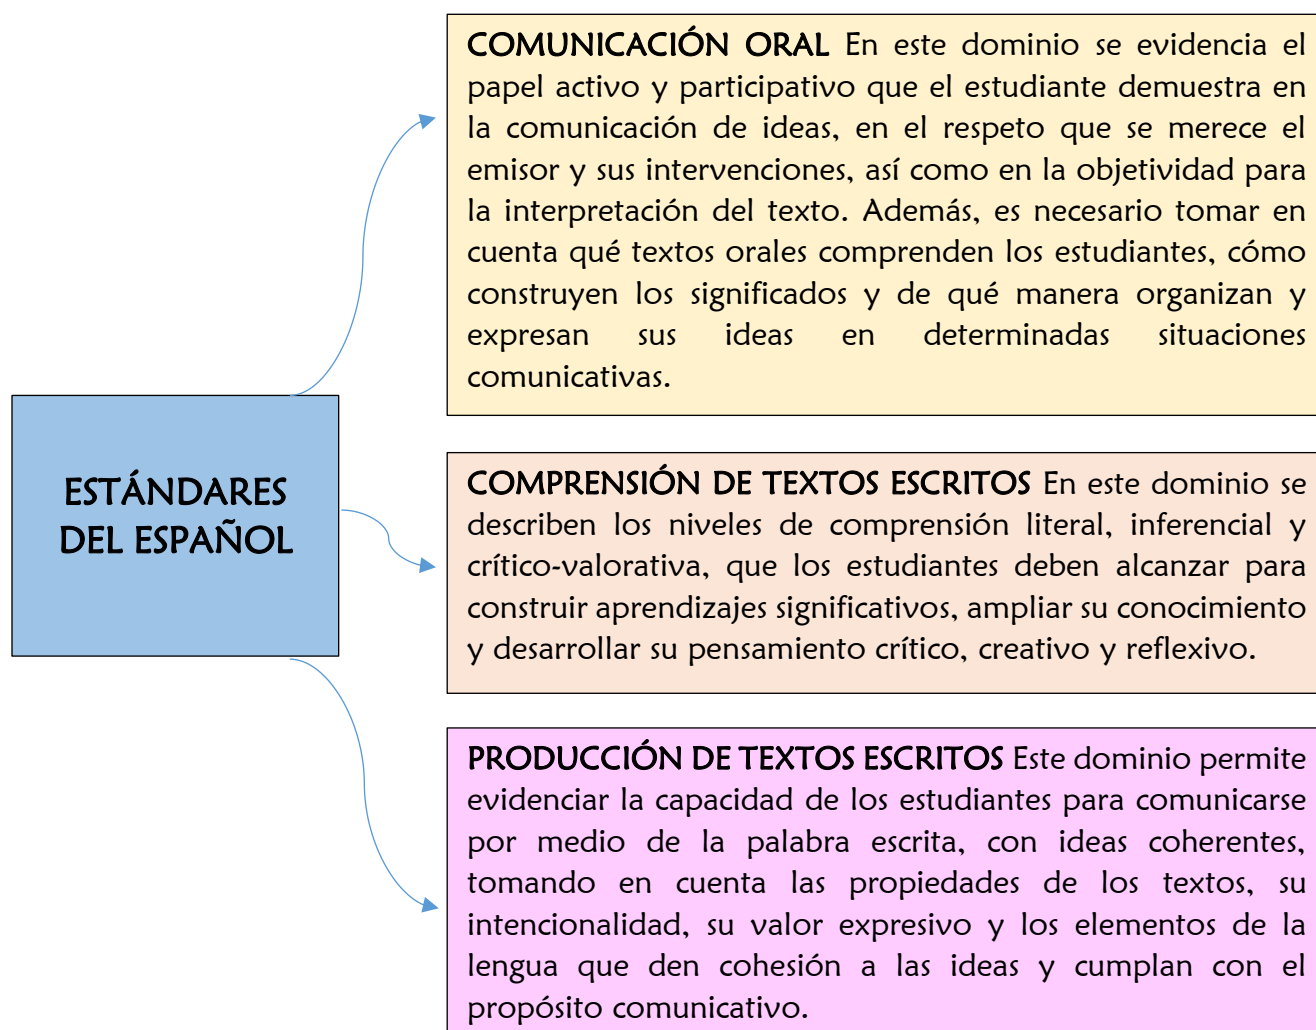 COMUNICACIÓN ORAL En este dominio se evidencia el
papel activo y participativo que el estudiante demuestra en
la comunicación de ideas, en el respeto que se merece el
emisor y sus intervenciones, así como en la objetividad para
la interpretación del texto. Además, es necesario tomar en
cuenta qué textos orales comprenden los estudiantes, cómo
construyen los significados y de qué manera organizan y
expresan sus ideas en determinadas situaciones
comunicativas.
ESTÁNDARES
DEL ESPAÑOL
COMPRENSIÓN DE TEXTOS ESCRITOS En este dominio se
describen los niveles de comprensión literal, inferencial y
crítico-valorativa, que los estudiantes deben alcanzar para
construir aprendizajes significativos, ampliar su conocimiento
y desarrollar su pensamiento crítico, creativo y reflexivo.
PRODUCCIÓN DE TEXTOS ESCRITOS Este dominio permite
evidenciar la capacidad de los estudiantes para comunicarse
por medio de la palabra escrita, con ideas coherentes,
tomando en cuenta las propiedades de los textos, su
intencionalidad, su valor expresivo y los elementos de la
lengua que den cohesión a las ideas y cumplan con el
propósito comunicativo.